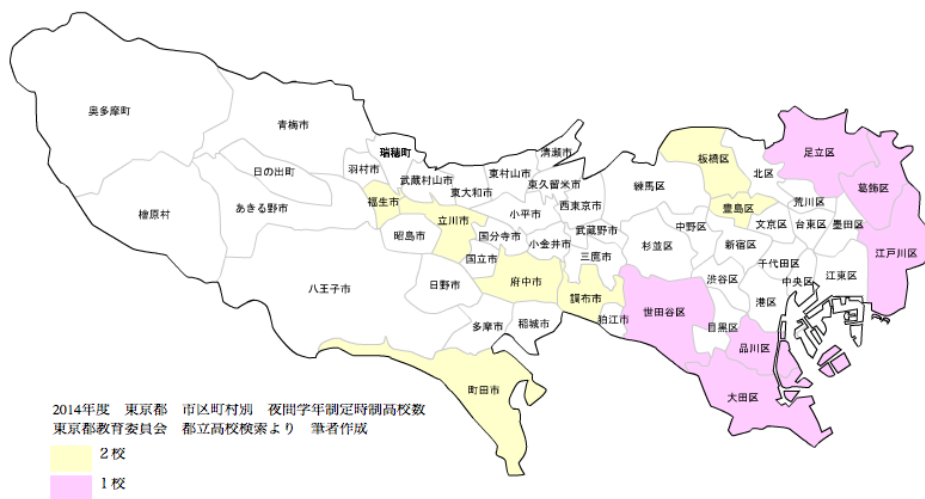 奥多摩町
青梅市
瑞穂町
清瀬市
羽村市
武蔵村山市
東村山市
日の出町
東大和市
東久留米市
練馬区
板橋区
北区
足立区
葛飾区
檜原村
あきる野市
福生市
立川市
小平市
西東京市
豊島区
荒川区
文京区
台東区
墨田区
昭島市
国分寺市
小金井市
武蔵野市
中野区
杉並区
新宿区
江戸川区
国立市
三鷹市
千代田区
八王子市
日野市
府中市
調布市
渋谷区
中央区
江東区
世田谷区
港区
多摩市
稲城市
狛江市
目黒区
品川区
町田市
大田区
2014年度　東京都　市区町村別　夜間学年制定時制高校数
東京都教育委員会　都立高校検索より　筆者作成
２校
１校